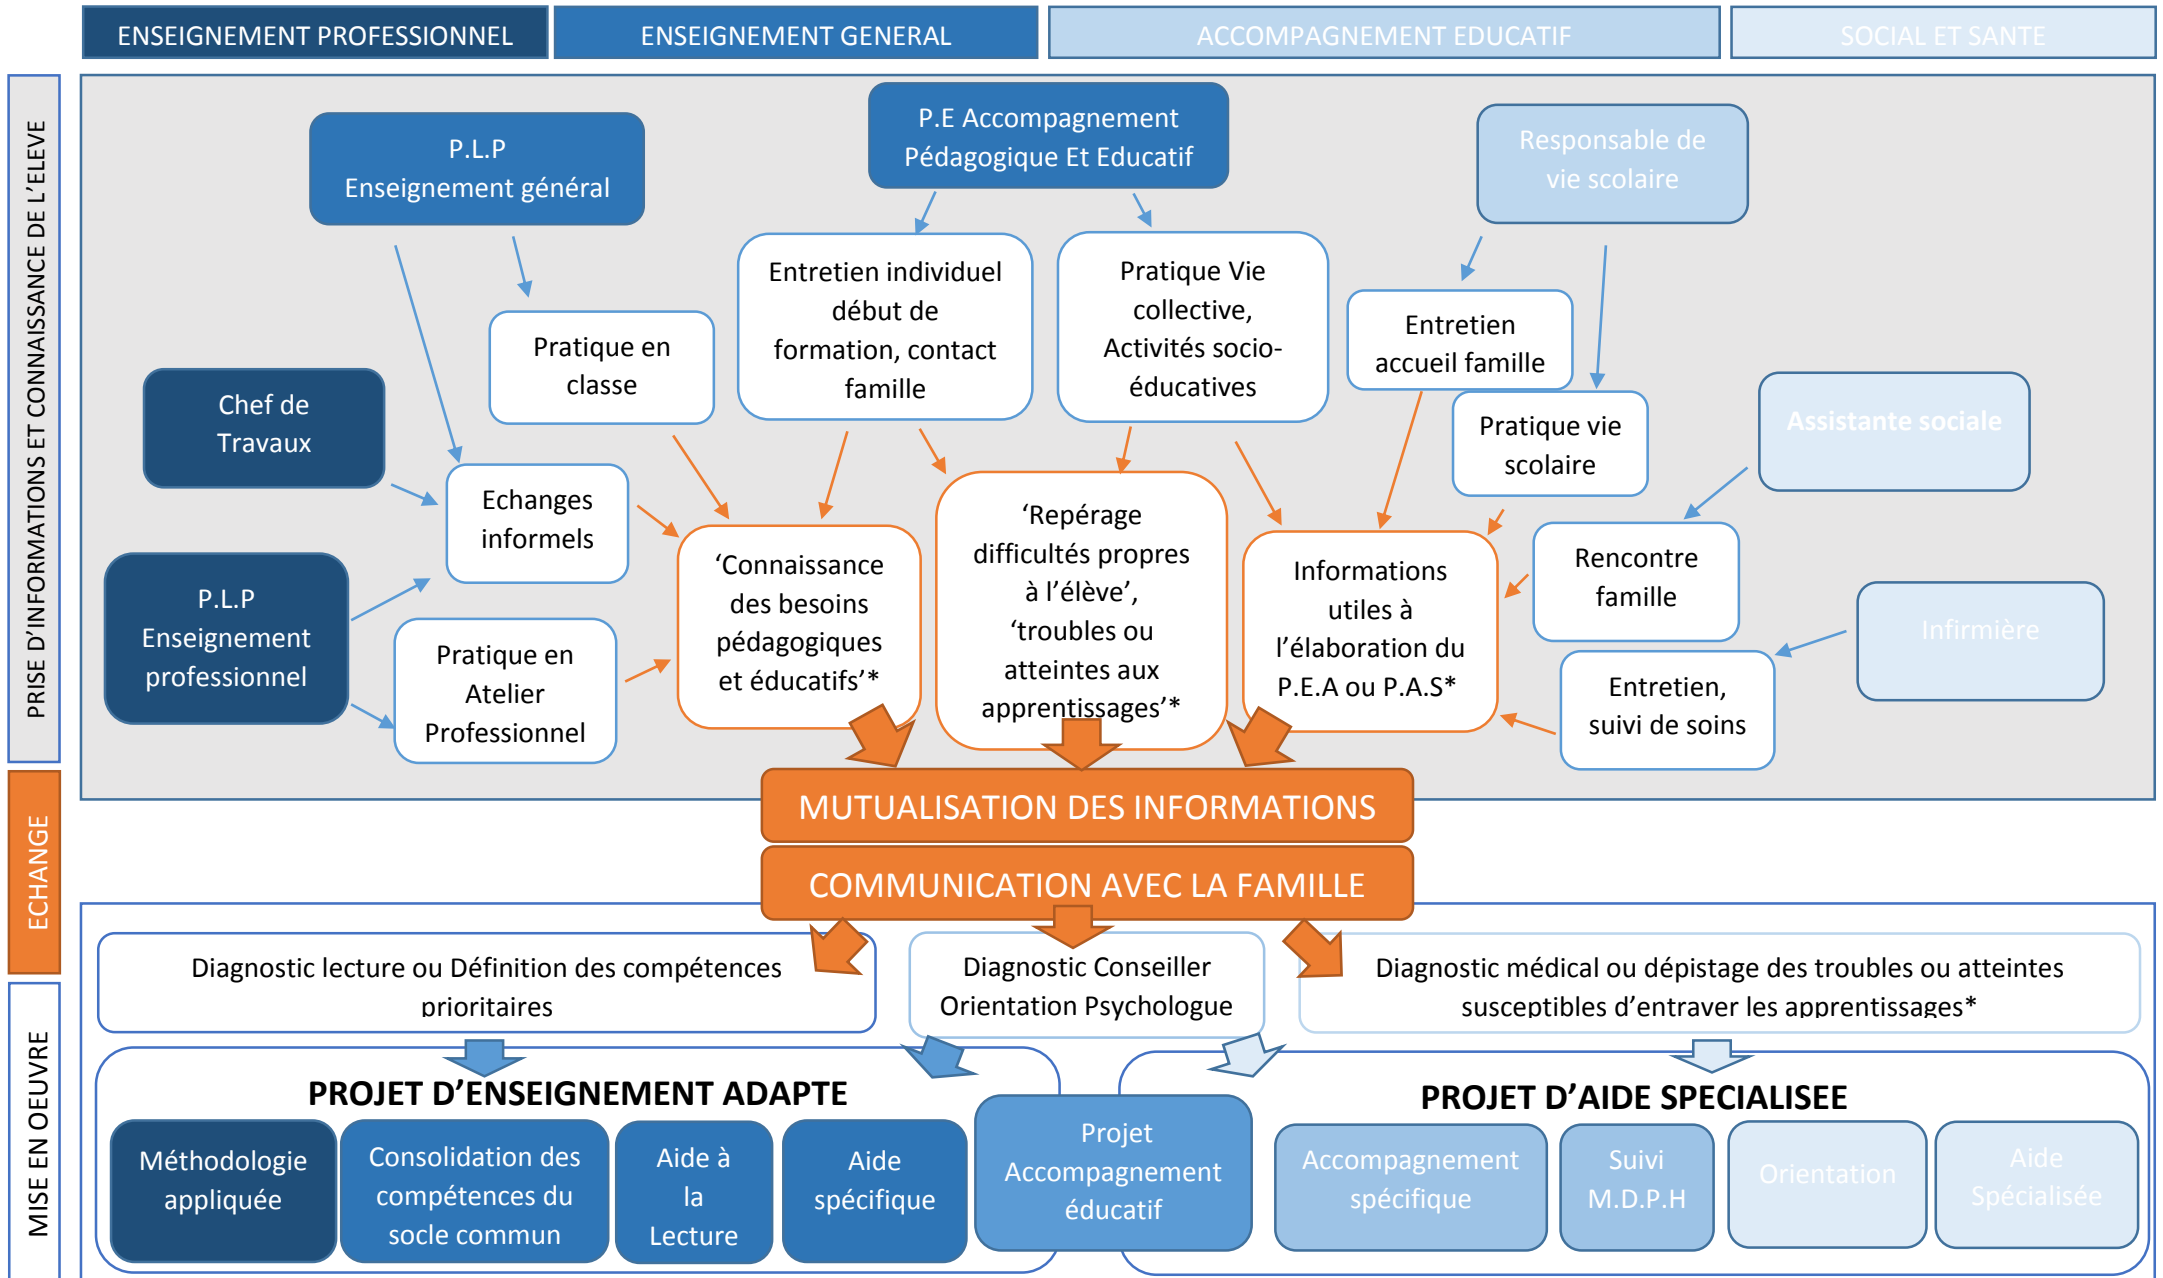 ENSEIGNEMENT PROFESSIONNEL
ENSEIGNEMENT GENERAL
ACCOMPAGNEMENT EDUCATIF
SOCIAL ET SANTE
PRISE D'INFORMATIONS ET CONNAISSANCE DE L'ELEVE
P.L.P
Enseignement général
P.E Accompagnement
Pédagogique Et Educatif
Responsable de
vie scolaire
Entretien individuel
début de
formation, contact
famille
Pratique Vie
collective,
Activités socio-
éducatives
Pratique en
classe
Entretien
accueil famille
Chef de
Travaux
Pratique vie
scolaire
Assistante sociale
Echanges
informels
‘Connaissance
des besoins
pédagogiques
et éducatifs’*
‘Repérage
difficultés propres
à l’élève’,
‘troubles ou
atteintes aux
apprentissages’*
Informations
utiles à
l’élaboration du
P.E.A ou P.A.S*
Rencontre
famille
P.L.P
Enseignement
professionnel
Infirmière
Pratique en
Atelier
Professionnel
Entretien,
suivi de soins
ECHANGE
MUTUALISATION DES INFORMATIONS
COMMUNICATION AVEC LA FAMILLE
Diagnostic lecture ou Définition des compétences
prioritaires
Diagnostic Conseiller
Orientation Psychologue
Diagnostic médical ou dépistage des troubles ou atteintes
susceptibles d’entraver les apprentissages*
MISE EN OEUVRE
PROJET D’ENSEIGNEMENT ADAPTE
PROJET D’AIDE SPECIALISEE
Méthodologie
appliquée
Consolidation des
compétences du
socle commun
Aide à
la
Lecture
Aide
spécifique
Projet
Accompagnement
éducatif
Accompagnement
spécifique
Suivi
M.D.P.H
Orientation
Aide
Spécialisée